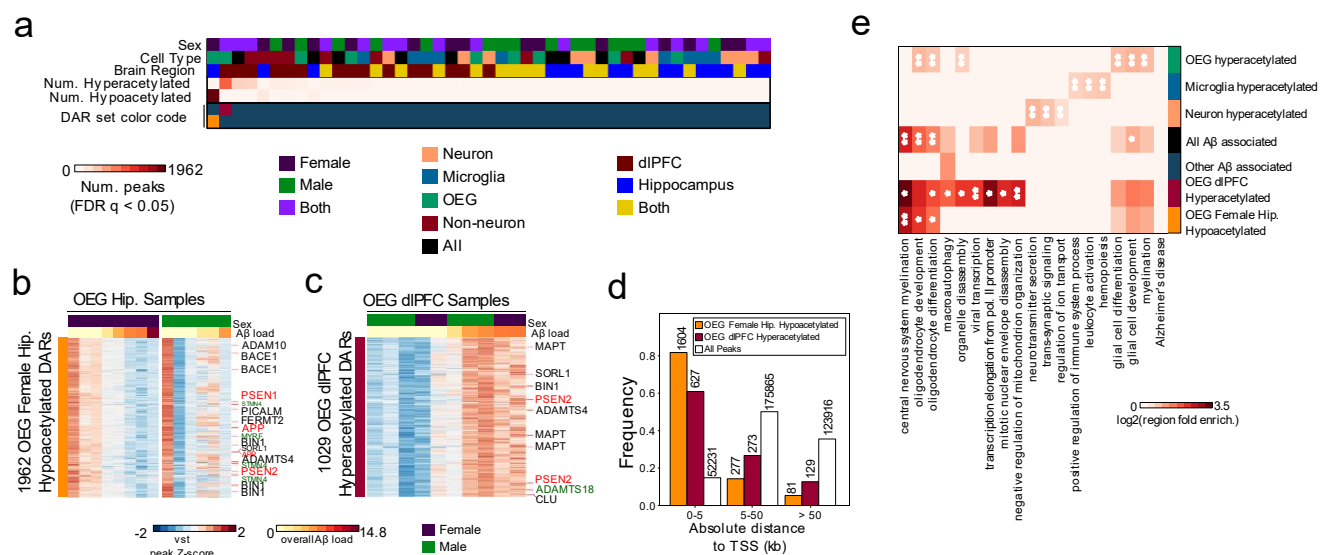 a
Sex
Cell Type
Brain Region
Num. Hyperacetylated
Num. Hypoacetylated
DAR set color code
0 1962
Num. peaks
(FDR q < 0.05)
Female
Male
Both
Neuron
Microglia
OEG
Non-neuron
All
dlPFC
Hippocampus
Both
b
OEG Hip. Samples
Sex
Aβ load
1962 OEG Female Hip.
Hypoacetylated DARs
ADAM10
BACE1
BACE1
PSEN1
STMN4
PICALM
FERMT2
APP
MYRF
BIN1
SORL1
ADAMTS4
STMN4
PSEN2
STMN4
BIN1
BIN1
-2 2
vst
peak Z-score
0 14.8
overall Aβ load
c
OEG dlPFC Samples
Sex
Aβ load
1029 OEG dlPFC
Hyperacetylated DARs
MAPT
SORL1
BIN1
PSEN2
ADAMTS4
MAPT
MAPT
PSEN2
ADAMTS18
CLU
Female
Male
d
OEG Female Hip. Hypoacetylated
OEG dlPFC Hyperacetylated
All Peaks
Frequency
0.8
0.6
0.4
0.2
0.0
1604
627
52231
277
273
175865
81
129
123916
0-5 5-50 > 50
Absolute distance
to TSS (kb)
e
OEG hyperacetylated
Microglia hyperacetylated
Neuron hyperacetylated
All Aβ associated
Other Aβ associated
OEG dlPFC
Hyperacetylated
OEG Female Hip.
Hypoacetylated
central nervous system myelination
oligodendrocyte development
oligodendrocyte differentiation
macroautophagy
organelle disassembly
viral transcription
transcription elongation from pol. II promoter
mitotic nuclear envelope disassembly
negative regulation of mitochondrion organization
neurotransmitter secretion
trans-synaptic signaling
regulation of ion transport
positive regulation of immune system process
leukocyte activation
hemopoiesis
glial cell differentiation
glial cell development
myelination
Alzheimer's disease
0 3.5
log2(region fold enrich.)